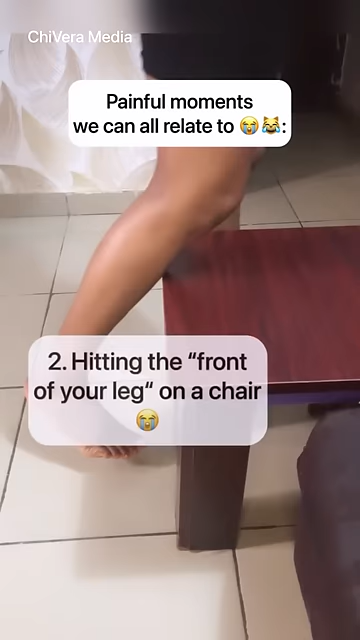 ChiVera Media
Painful moments
we can all relate to 😭😹:
2. Hitting the “front
of your leg“ on a chair
😭